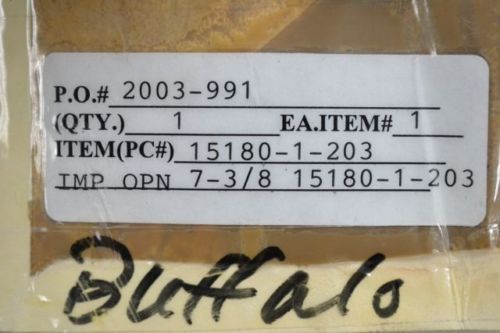 P.O.# 2003-991
(QTY.) 1 EA.ITEM# 1
ITEM(PC#) 15180-1-203
IMP OPN 7-3/8 15180-1-203
Buffalo